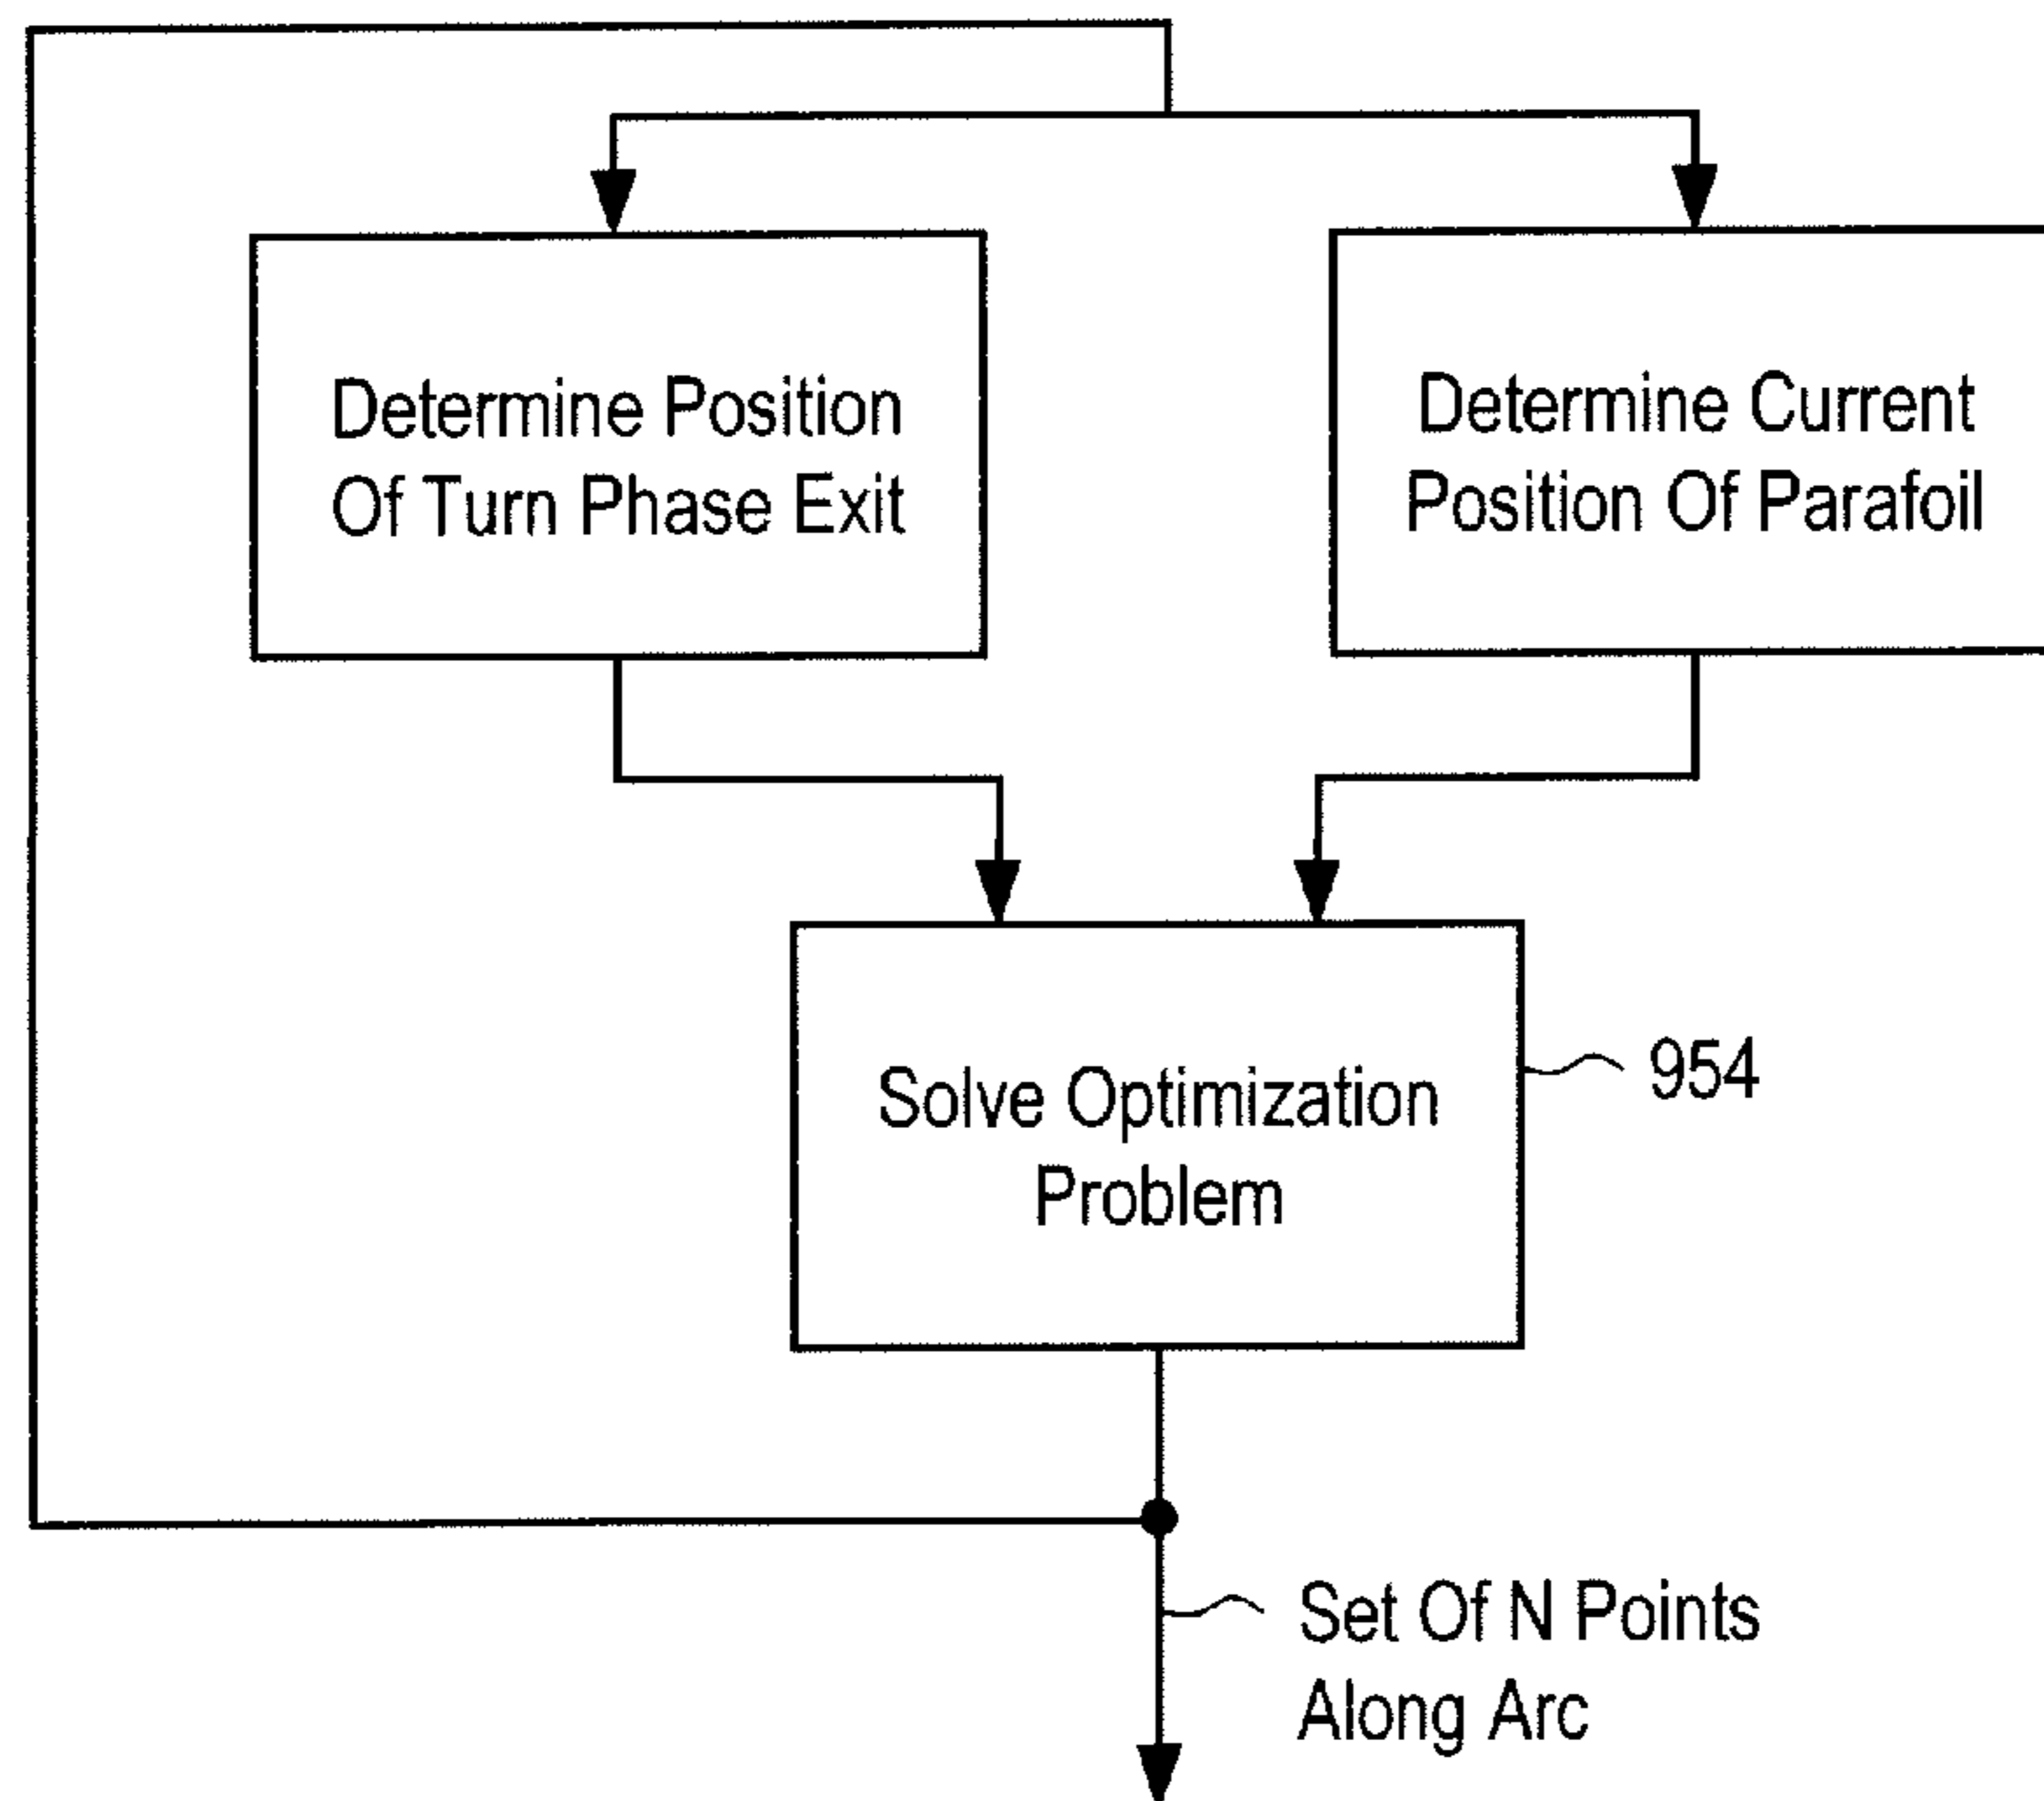 Determine Position
Of Turn Phase Exit
Determine Current
Position Of Parafoil
Solve Optimization
Problem
954
Set Of N Points
Along Arc